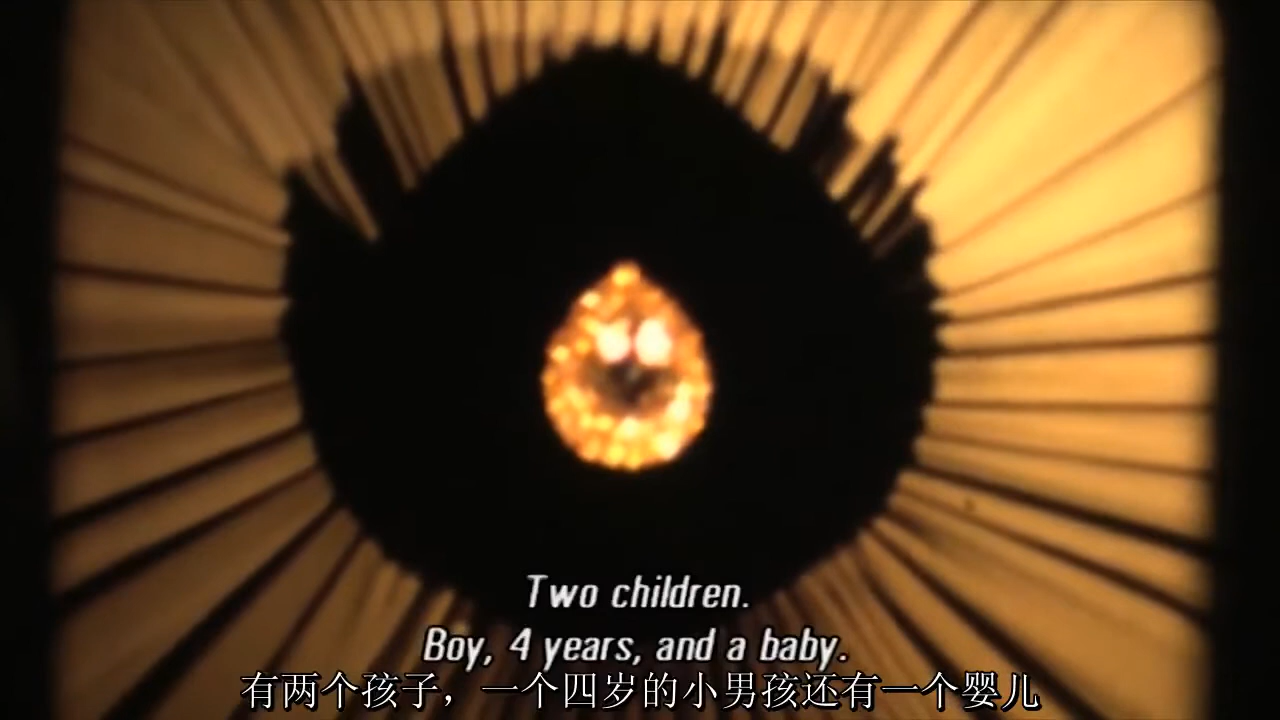 Two children.
Boy, 4 years, and a baby.
有两个孩子，一个四岁的小男孩还有一个婴儿